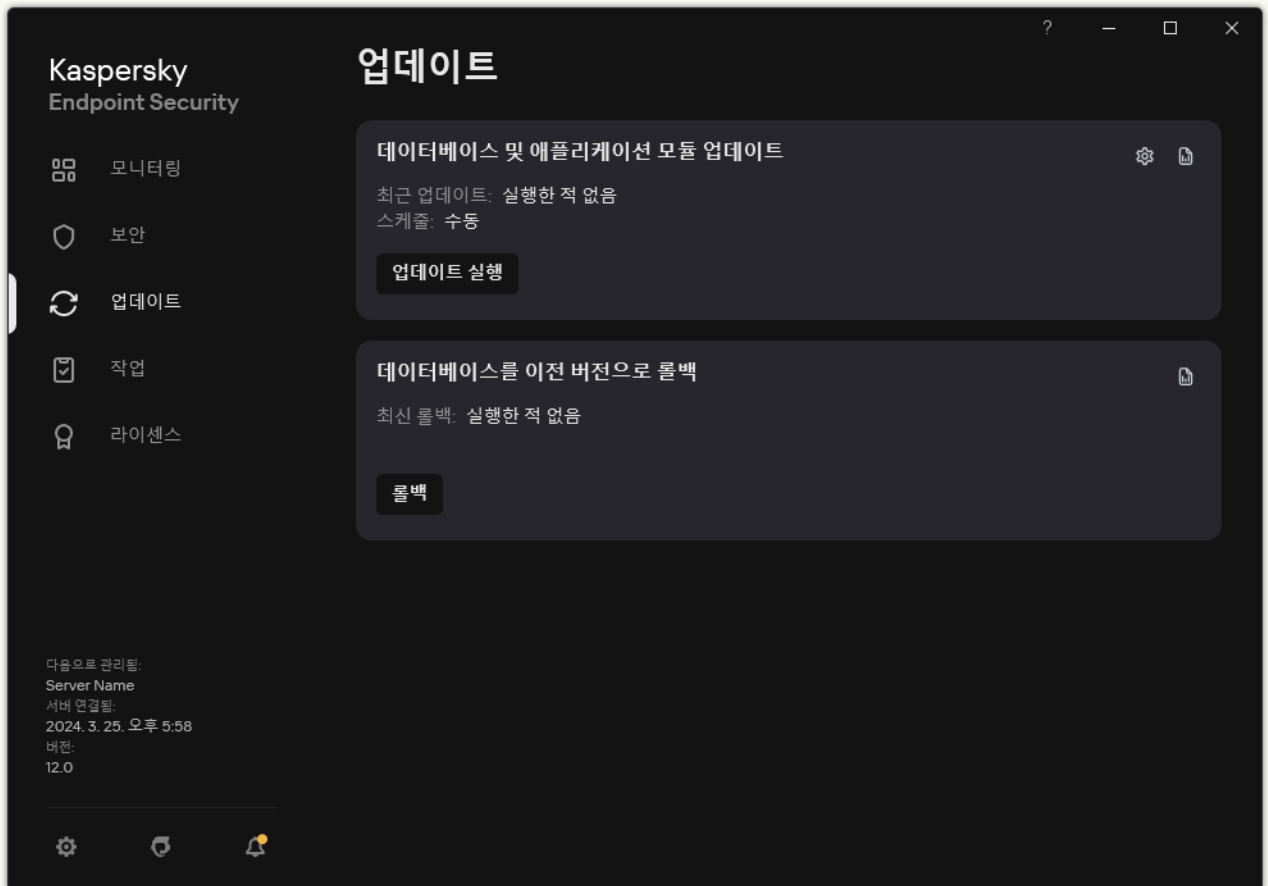 ?
Kaspersky
Endpoint Security
모니터링
보안
업데이트
작업
라이센스
다음으로 관리됨:
Server Name
서버 연결됨:
2024. 3. 25. 오후 5:58
버전:
12.0
업데이트
데이터베이스 및 애플리케이션 모듈 업데이트
최근 업데이트: 실행한 적 없음
스케줄: 수동
업데이트 실행
데이터베이스를 이전 버전으로 롤백
최신 롤백: 실행한 적 없음
롤백